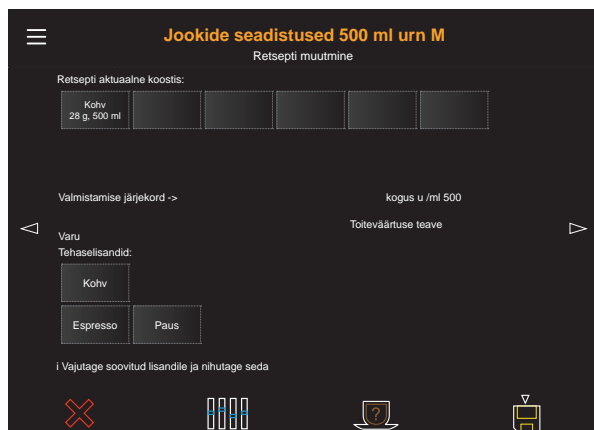 Jookide seadistused 500 ml urn M
Retsepti muutmine
Retsepti aktuaalne koostis:
Kohv
28 g, 500 ml
Valmistamise järjekord ->
kogus u /ml 500
Toiteväärtuse teave
Varu
Tehaselisandid:
Kohv
Espresso
Paus
i Vajutage soovitud lisandile ja nihutage seda
?